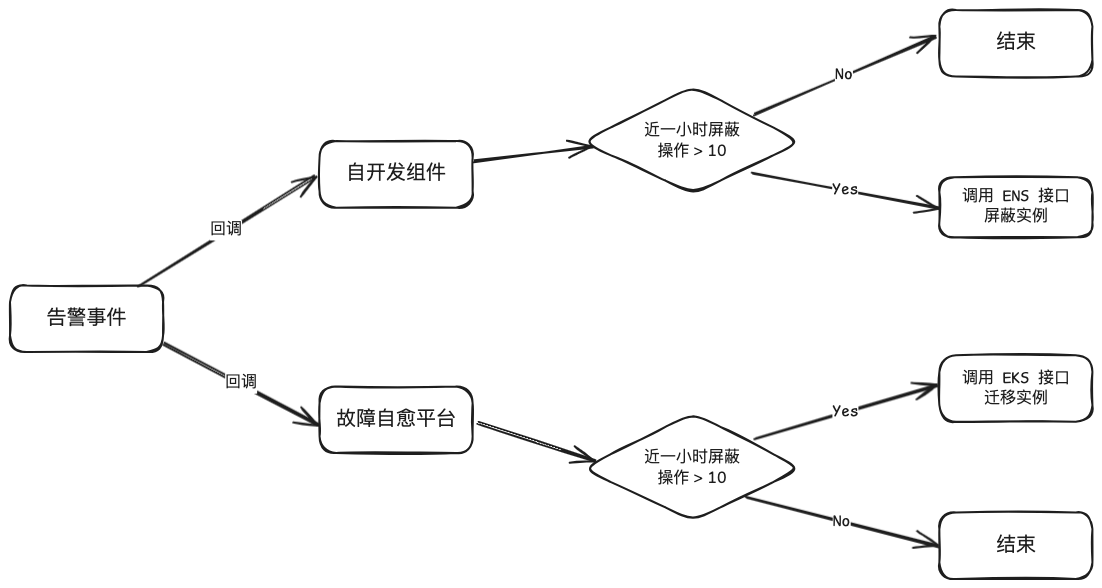 结束
No
近一小时屏蔽
操作 > 10
自开发组件
Yes
调用 ENS 接口
屏蔽实例
回调
告警事件
回调
故障自愈平台
调用 EKS 接口
迁移实例
Yes
近一小时屏蔽
操作 > 10
No
结束